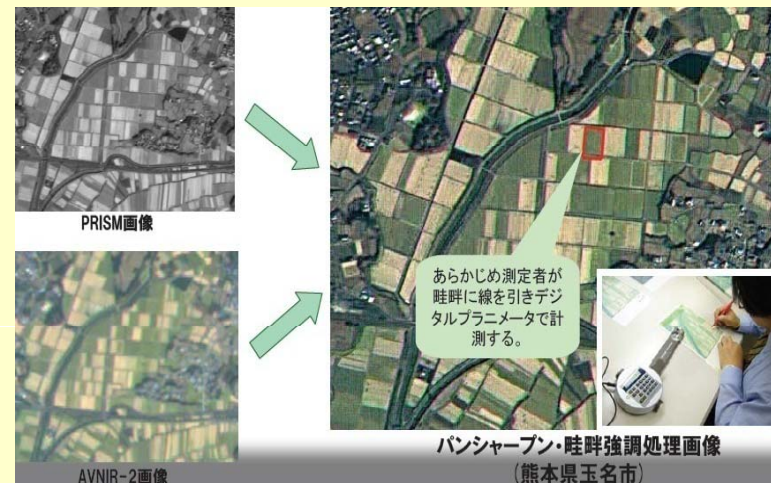 PRISM画像
AVNIR-2画像
あらかじめ測定者が
畦畔に線を引きデジ
タルプラニメータで計
測する。
パンシャープン・畦畔強調処理画像
(熊本県玉名市)